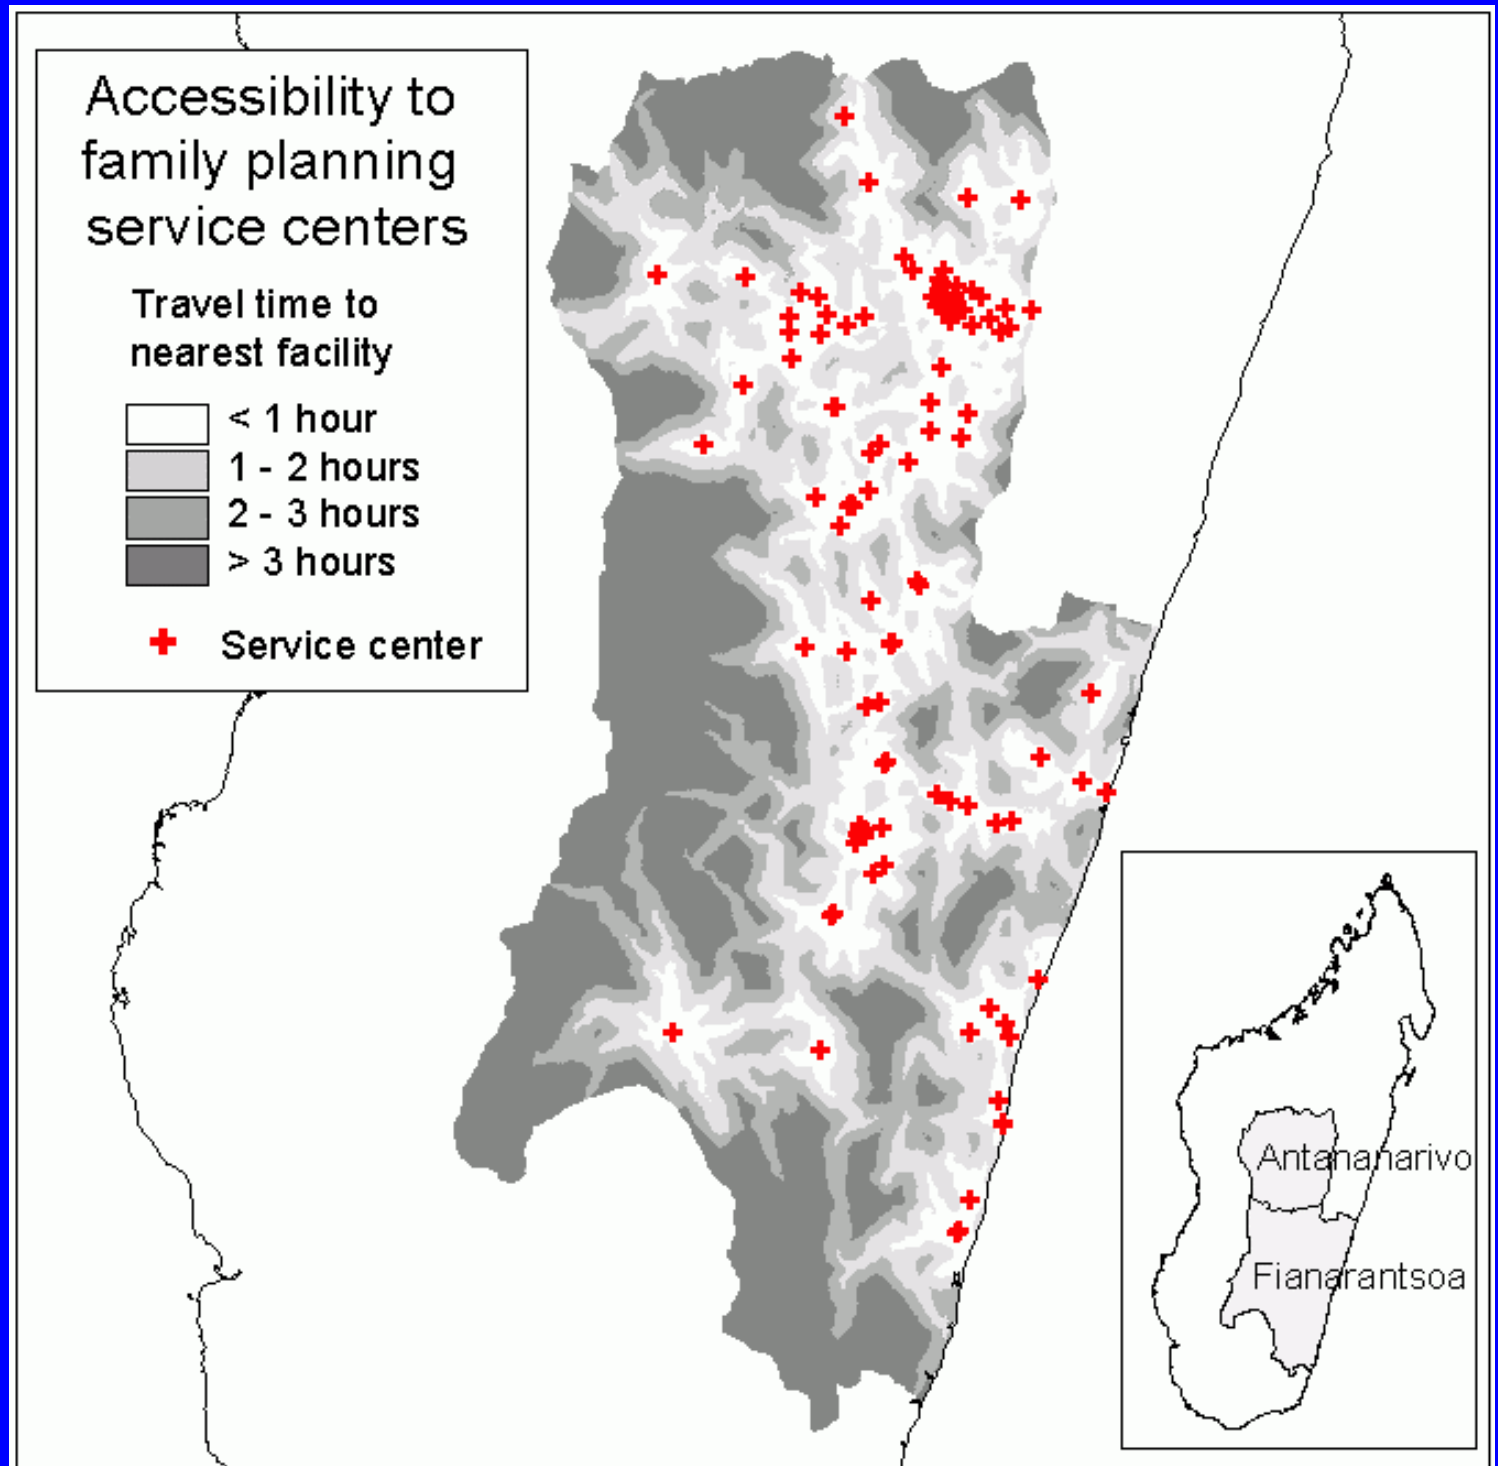 Accessibility to
family planning
service centers
Travel time to
nearest facility
< 1 hour
1 - 2 hours
2 - 3 hours
> 3 hours
Service center
Antananarivo
Fianarantsoa